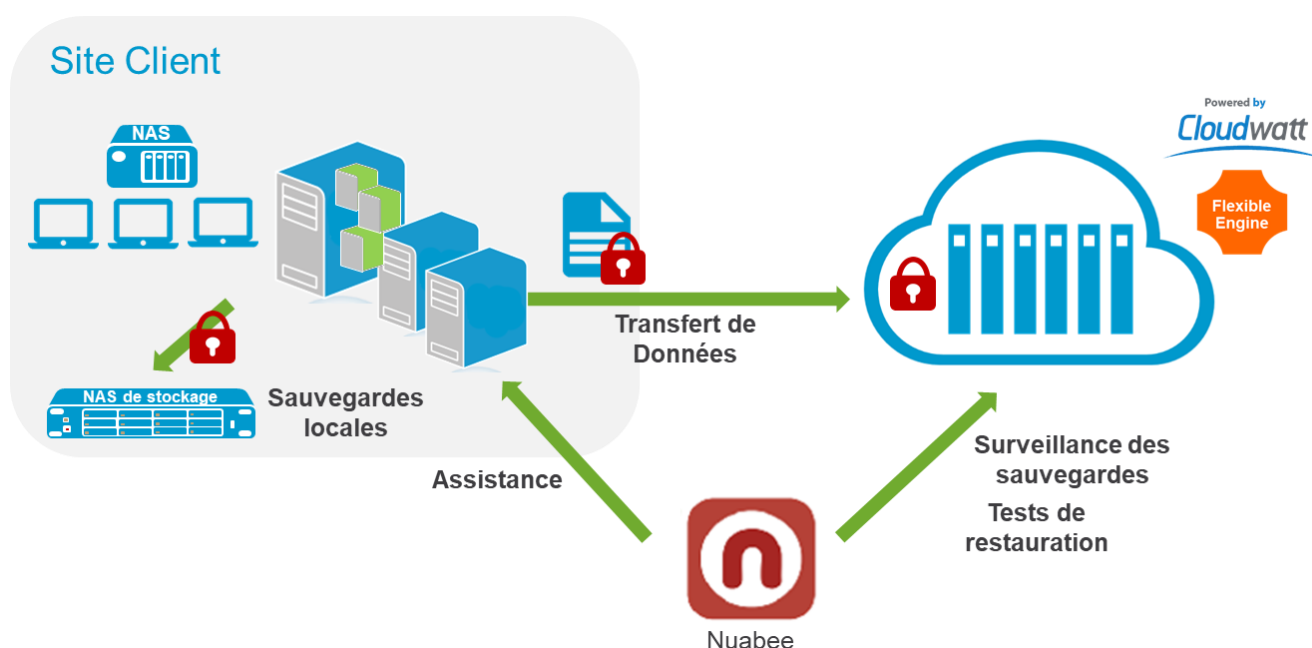 Site Client
NAS
NAS de stockage
Sauvegardes
locales
Transfert de
Données
Powered by
Cloudwatt
Flexible
Engine
Assistance
Surveillance des
sauvegardes
Tests de
restauration
n
Nuabee